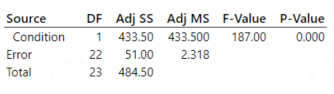 Source DF Adj SS Adj MS F-Value P-Value
Condition 1 433.50 433.500 187.00 0.000
Error 22 51.00 2.318
Total 23 484.50